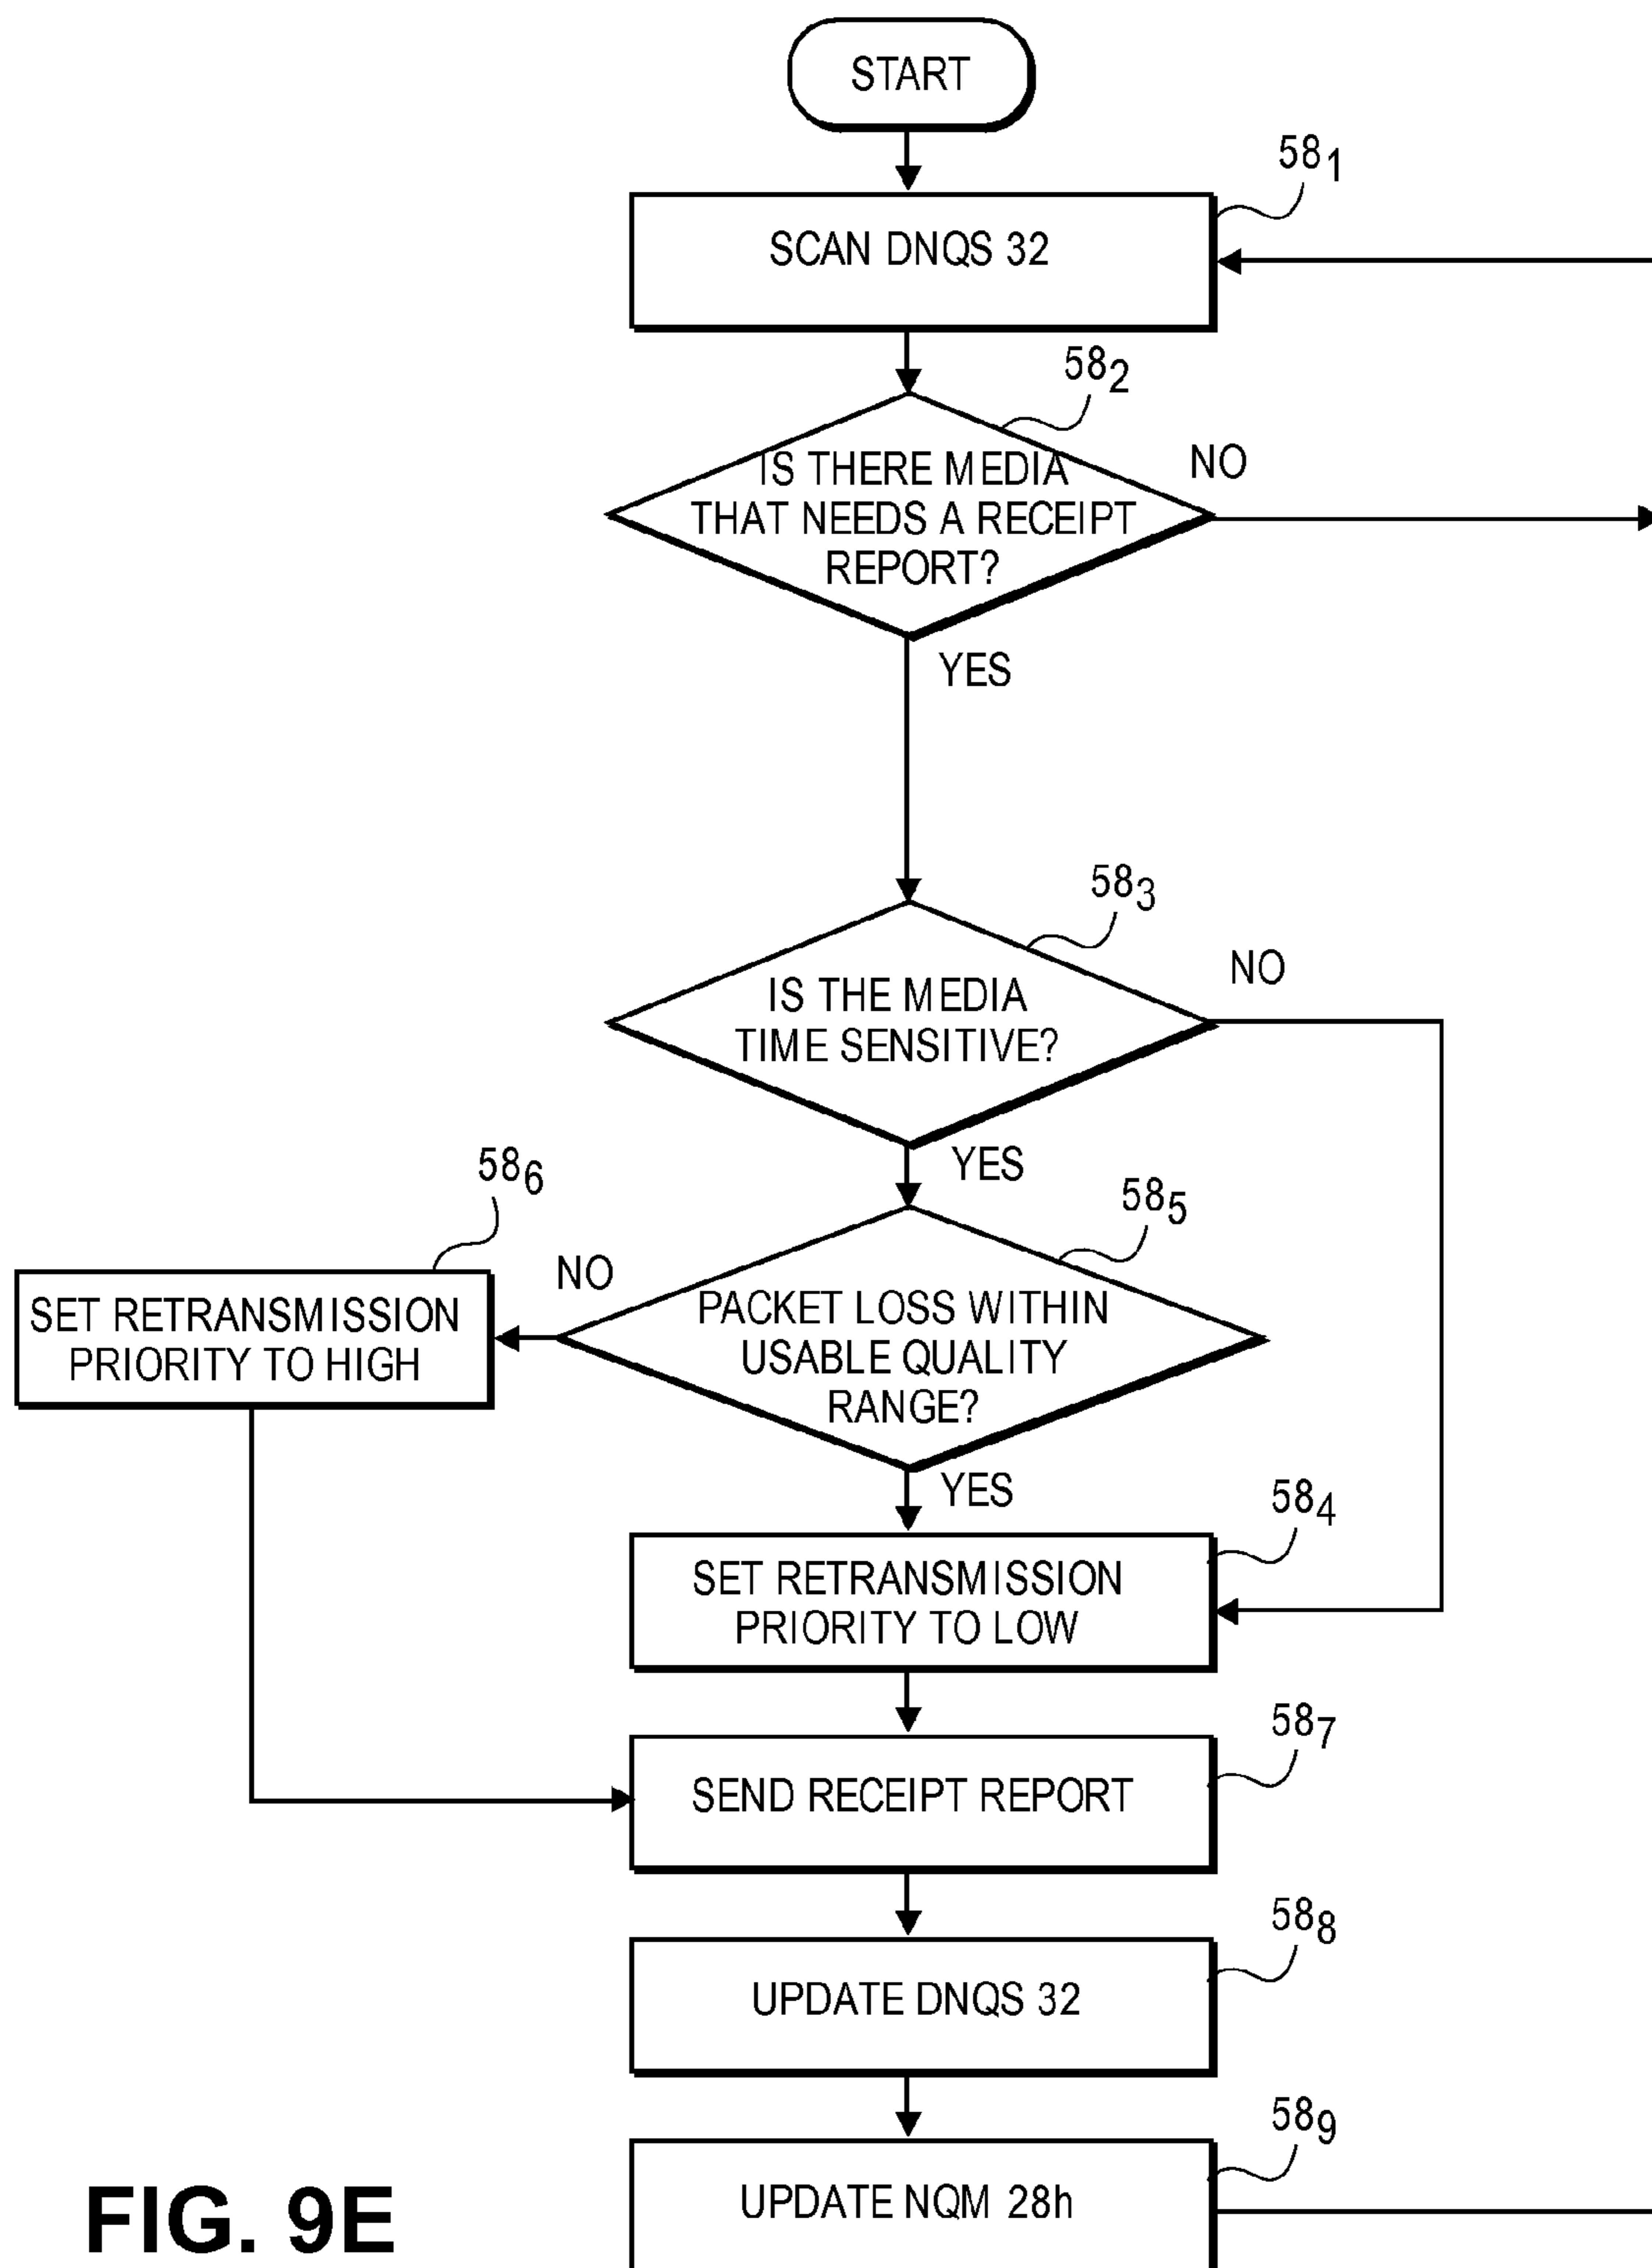 START
58₁
SCAN DNQS 32
58₂
IS THERE MEDIA
THAT NEEDS A RECEIPT
REPORT?
NO
YES
58₃
IS THE MEDIA
TIME SENSITIVE?
NO
YES
58₆
SET RETRANSMISSION
PRIORITY TO HIGH
NO
58₅
PACKET LOSS WITHIN
USABLE QUALITY
RANGE?
YES
58₄
SET RETRANSMISSION
PRIORITY TO LOW
58₇
SEND RECEIPT REPORT
58₈
UPDATE DNQS 32
58₉
UPDATE NQM 28h
FIG. 9E